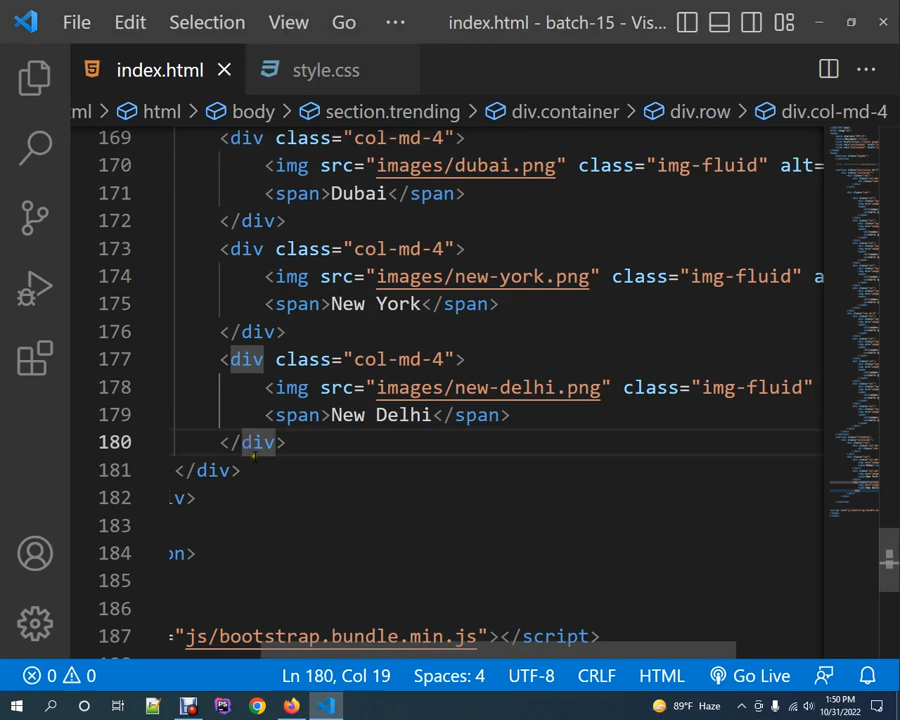 File Edit Selection View Go ··· index.html - batch-15 - Vis...
index.html style.css
ml > html > body > section.trending > div.container > div.row > div.col-md-4
169 <div class="col-md-4">
170 <img src="images/dubai.png" class="img-fluid" alt=
171 <span>Dubai</span>
172 </div>
173 <div class="col-md-4">
174 <img src="images/new-york.png" class="img-fluid" a
175 <span>New York</span>
176 </div>
177 <div class="col-md-4">
178 <img src="images/new-delhi.png" class="img-fluid"
179 <span>New Delhi</span>
180 </div>
181 </div>
182 iv>
183
184 on>
185
186
187 ="js/bootstrap.bundle.min.js"></script>
0 0 Ln 180, Col 19 Spaces: 4 UTF-8 CRLF HTML Go Live
89°F Haze 1:50 PM
10/31/2022